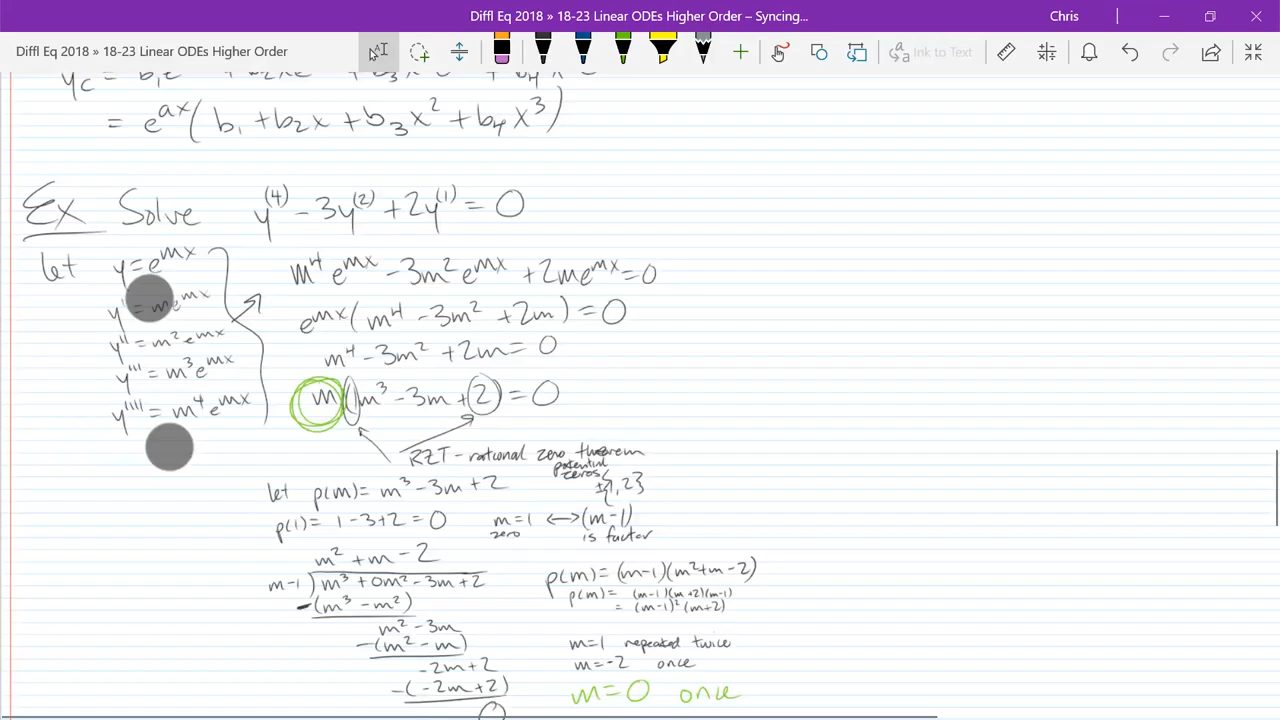 Diffl Eq 2018 » 18-23 Linear ODEs Higher Order – Syncing...
Chris
Diffl Eq 2018 » 18-23 Linear ODEs Higher Order
Link to Text
= e^{ax}(b₁ + b₂x + b₃x² + b₄x³)
Ex Solve y^{(4)} - 3y^{(2)} + 2y^{(1)} = 0
let y = e^{mx}
y' = me^{mx}
y'' = m²e^{mx}
y''' = m³e^{mx}
y'''' = m⁴e^{mx}
m⁴e^{mx} - 3m²e^{mx} + 2me^{mx} = 0
e^{mx}(m⁴ - 3m² + 2m) = 0
m⁴ - 3m² + 2m = 0
m(1m³ - 3m + 2) = 0
RZT - rational zero theorem
potential zeros
±{1, 2}
let p(m) = m³ - 3m + 2
p(1) = 1 - 3 + 2 = 0
m = 1 ⟷ (m-1)
zero is factor
m² + m - 2
m-1 ) m³ + 0m² - 3m + 2
-(m³ - m²)
m² - 3m
-(m² - m)
-2m + 2
-(-2m + 2)
0
p(m) = (m-1)(m² + m - 2)
p(m) = (m-1)(m+2)(m-1)
= (m-1)²(m+2)
m = 1 repeated twice
m = -2 once
m = 0 once